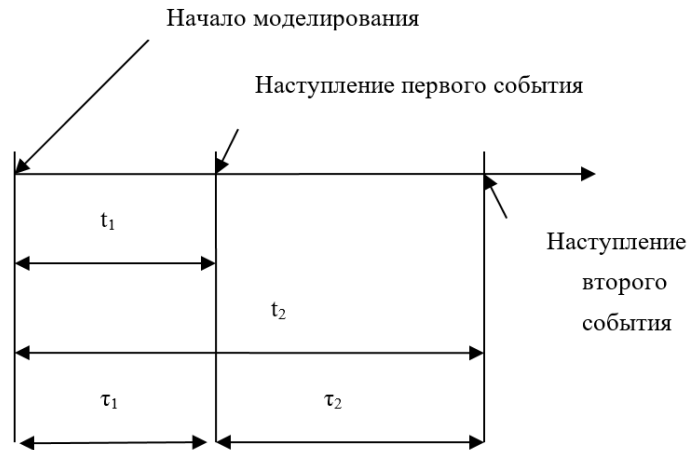 Начало моделирования
Наступление первого события
t₁
Наступление
второго
события
t₂
τ₁
τ₂